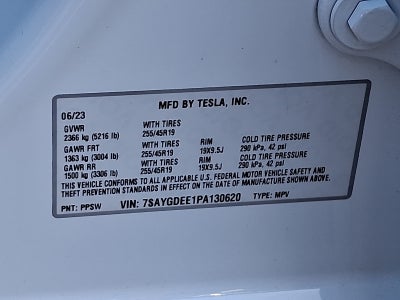 MFD BY TESLA, INC.
06/23
GVWR WITH TIRES
2366 kg (5216 lb) 255/45R19
GAWR FRT WITH TIRES RIM COLD TIRE PRESSURE
1363 kg (3004 lb) 255/45R19 19X9.5J 290 kPa, 42 psi
GAWR RR WITH TIRES RIM COLD TIRE PRESSURE
1500 kg (3306 lb) 255/45R19 19X9.5J 290 kPa, 42 psi
THIS VEHICLE CONFORMS TO ALL APPLICABLE U.S. FEDERAL MOTOR VEHICLE SAFETY AND
THEFT PREVENTION STANDARDS IN EFFECT ON THE DATE OF MANUFACTURE SHOWN ABOVE.
PNT: PPSW VIN: 7SAYGDEE1PA130620 TYPE: MPV